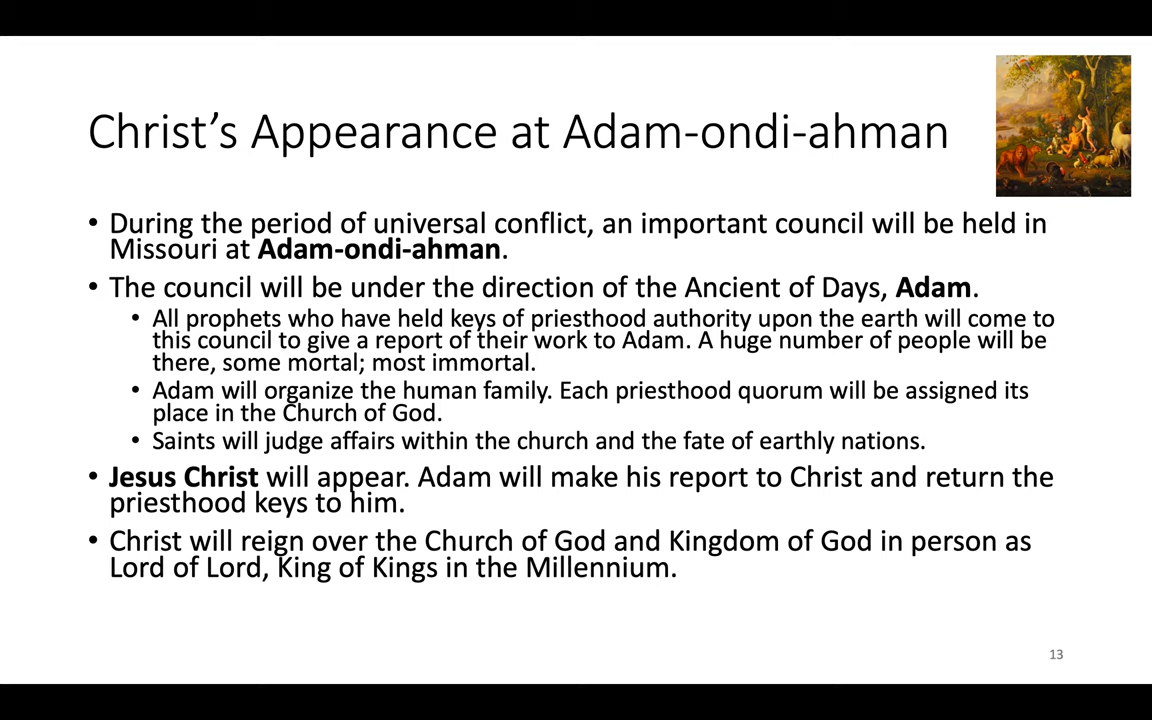 Christ’s Appearance at Adam-ondi-ahman
• During the period of universal conflict, an important council will be held in
Missouri at Adam-ondi-ahman.
• The council will be under the direction of the Ancient of Days, Adam.
• All prophets who have held keys of priesthood authority upon the earth will come to
this council to give a report of their work to Adam. A huge number of people will be
there, some mortal; most immortal.
• Adam will organize the human family. Each priesthood quorum will be assigned its
place in the Church of God.
• Saints will judge affairs within the church and the fate of earthly nations.
• Jesus Christ will appear. Adam will make his report to Christ and return the
priesthood keys to him.
• Christ will reign over the Church of God and Kingdom of God in person as
Lord of Lord, King of Kings in the Millennium.
13